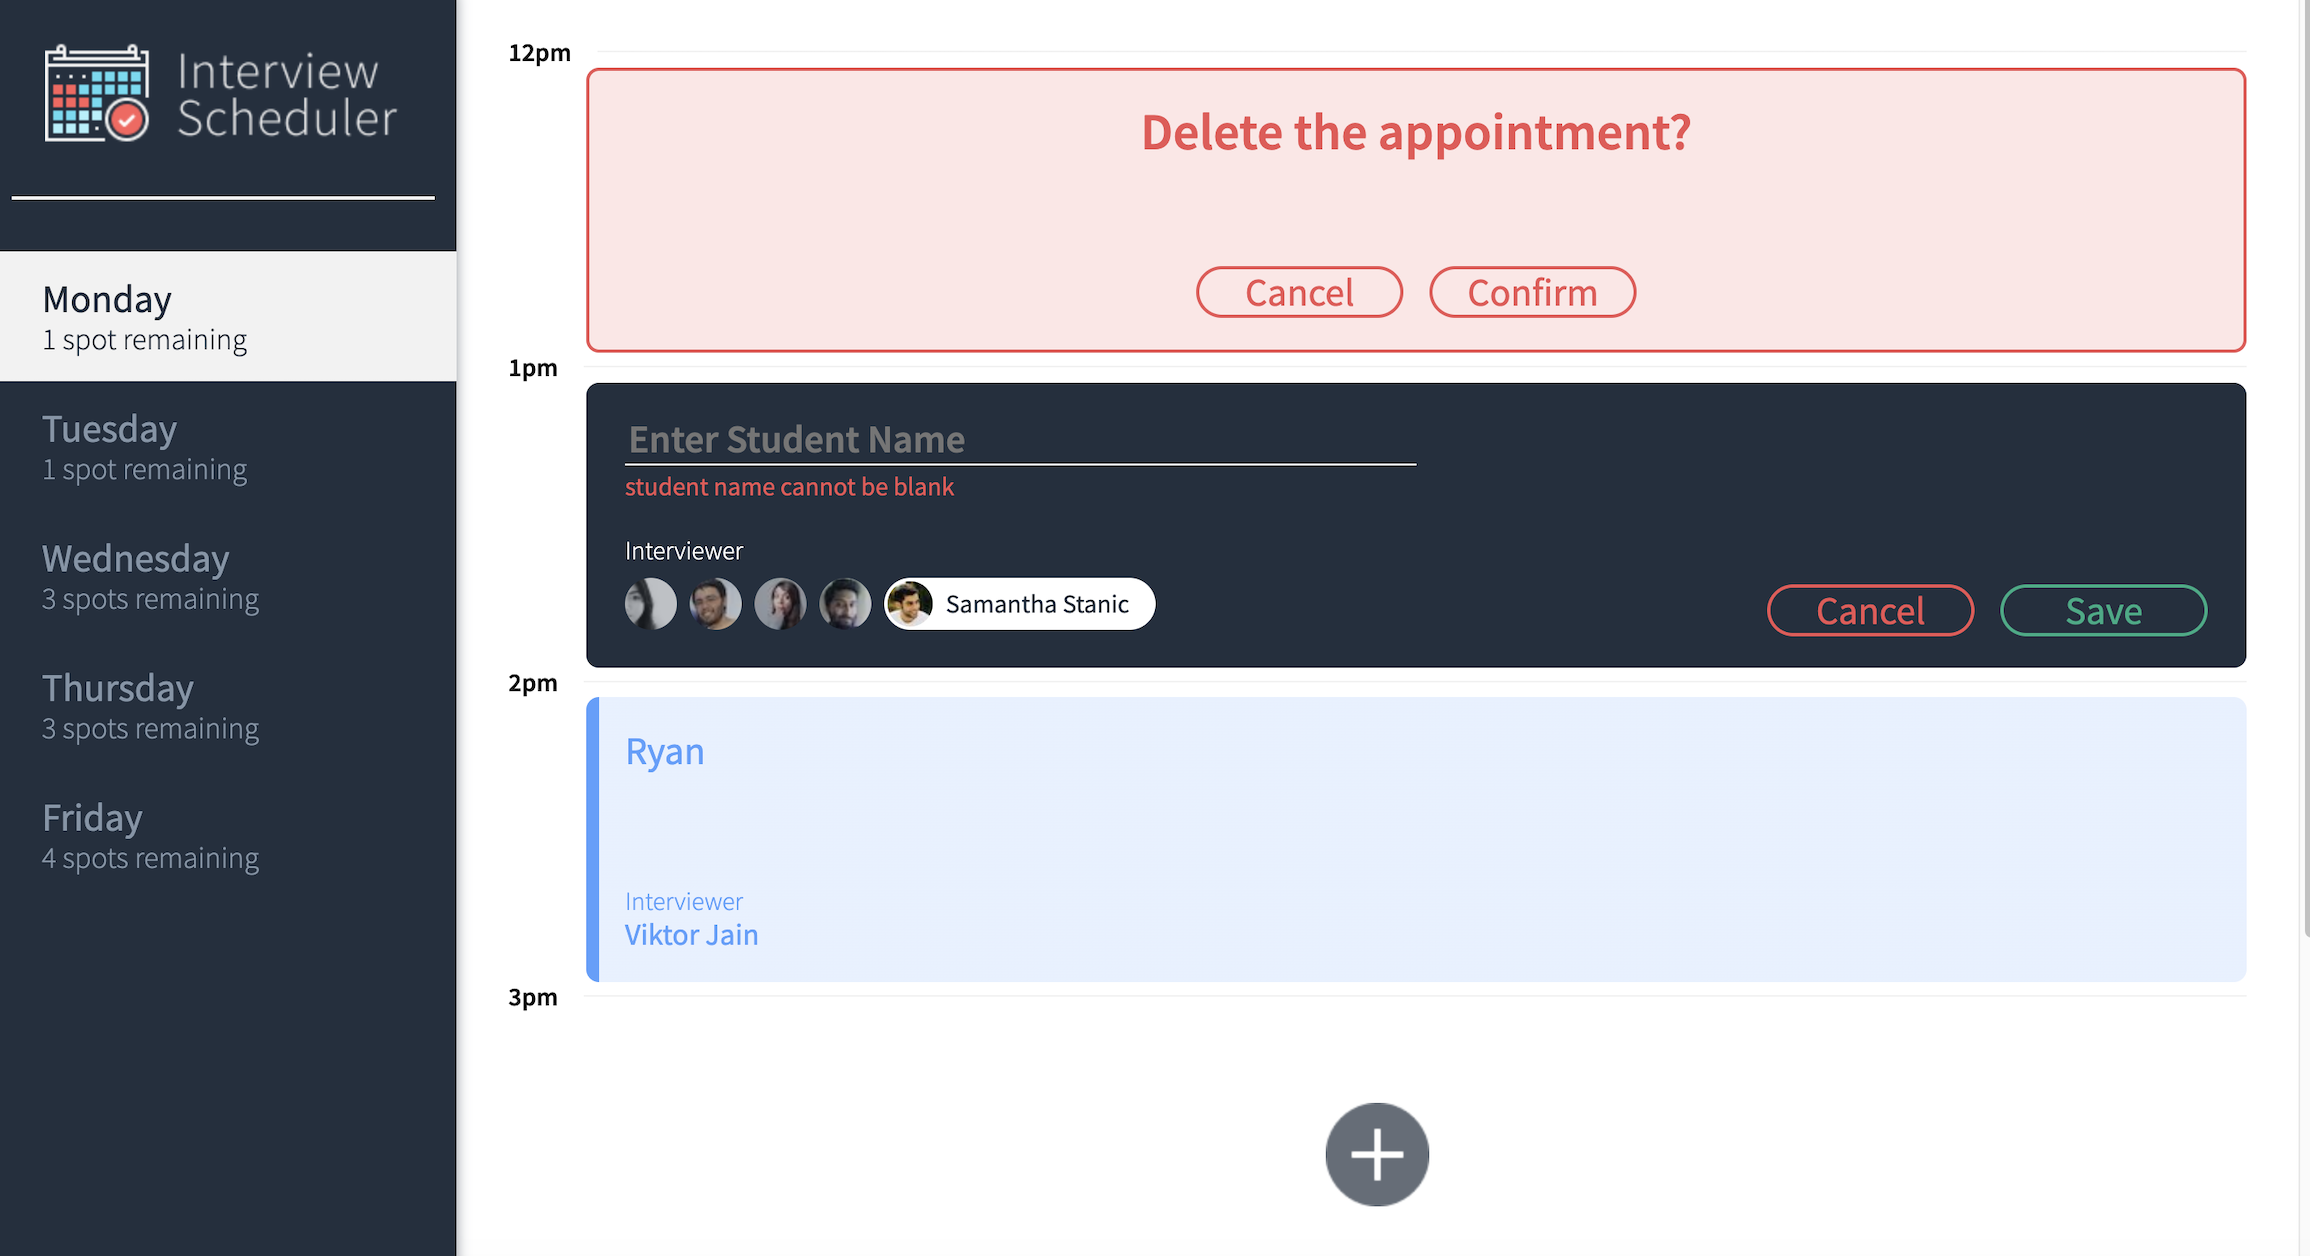 Interview
Scheduler
Monday
1 spot remaining
Tuesday
1 spot remaining
Wednesday
3 spots remaining
Thursday
3 spots remaining
Friday
4 spots remaining
12pm
Delete the appointment?
Cancel Confirm
1pm
Enter Student Name
student name cannot be blank
Interviewer
Samantha Stanic
Cancel Save
2pm
Ryan
Interviewer
Viktor Jain
3pm